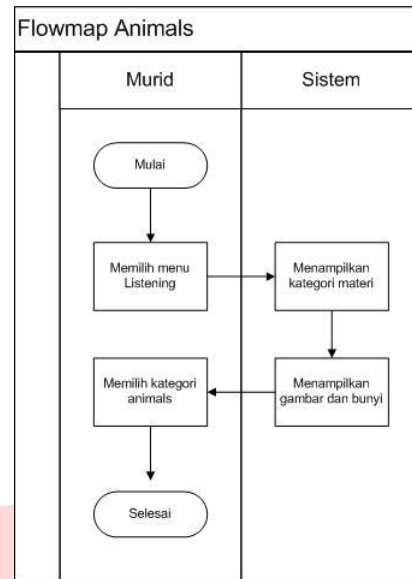 Flowmap Animals
Murid
Sistem
Mulai
Memilih menu
Listening
Menampilkan
kategori materi
Memilih kategori
animals
Menampilkan
gambar dan bunyi
Selesai